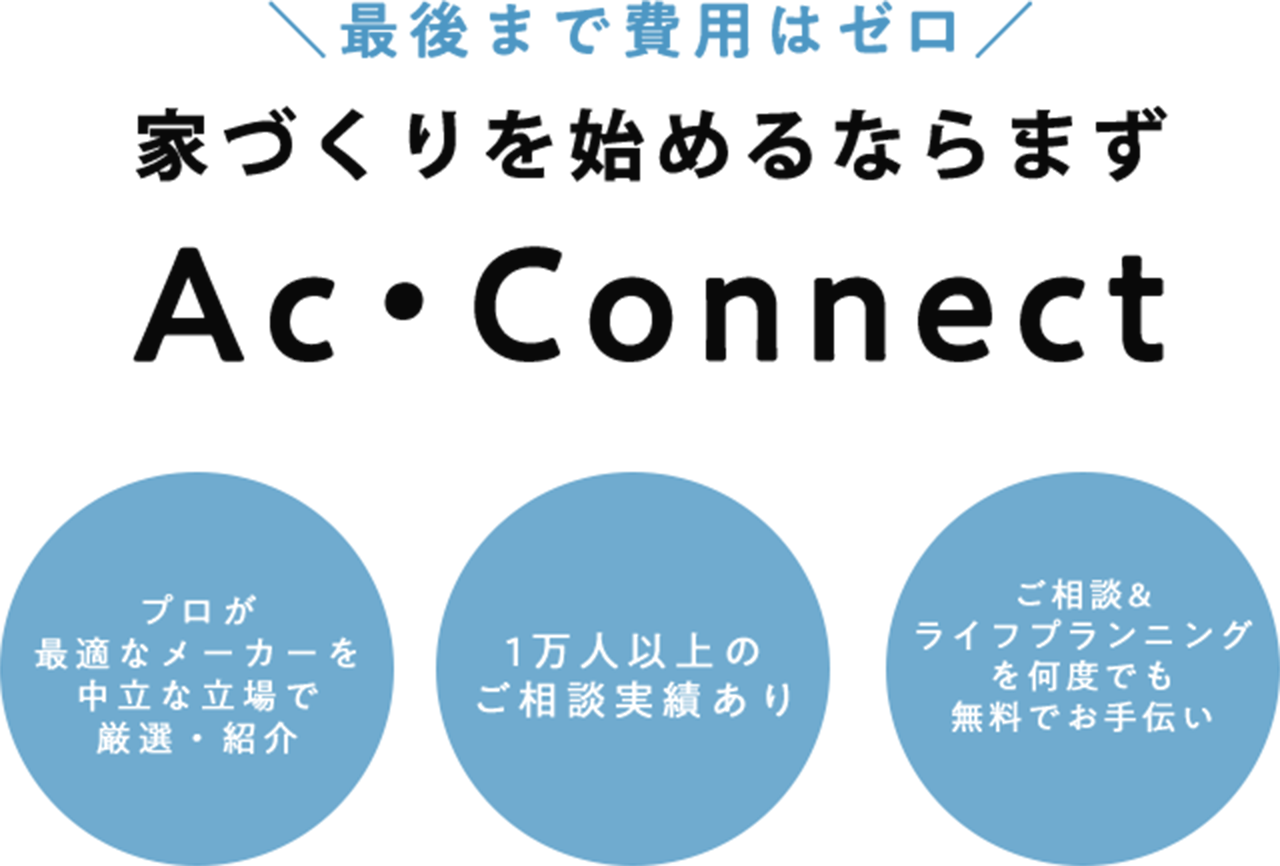 ＼最後まで費用はゼロ／
家づくりを始めるならまず
Ac・Connect
プロが
最適なメーカーを
中立な立場で
厳選・紹介
1万人以上の
ご相談実績あり
ご相談&
ライフプランニング
を何度でも
無料でお手伝い